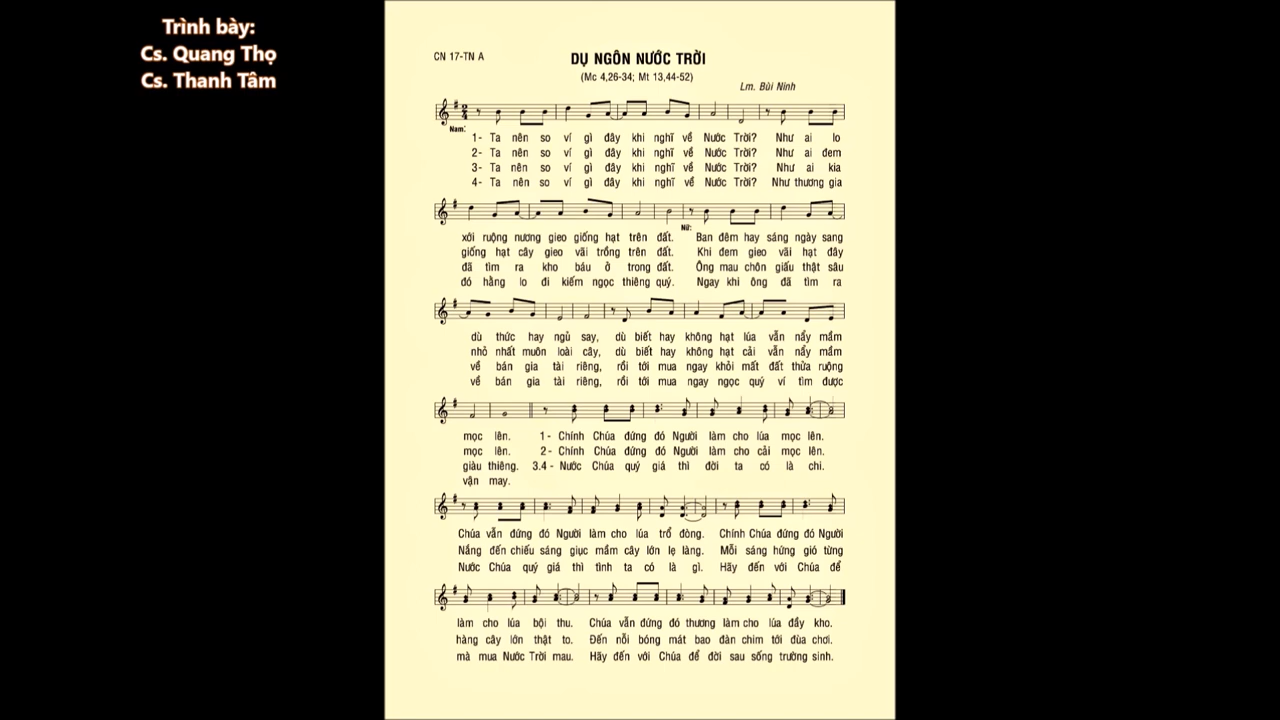 Trình bày:
Cs. Quang Thọ
Cs. Thanh Tâm
CN 17-TN A
DỤ NGÔN NƯỚC TRỜI
(Mc 4,26-34; Mt 13,44-52)
Lm. Bùi Ninh
Nam:
1- Ta nên so ví gì đây khi nghĩ về Nước Trời? Như ai lo
2- Ta nên so ví gì đây khi nghĩ về Nước Trời? Như ai đem
3- Ta nên so ví gì đây khi nghĩ về Nước Trời? Như ai kia
4- Ta nên so ví gì đây khi nghĩ về Nước Trời? Như thương gia
Nữ:
xới ruộng nương gieo giống hạt trên đất. Ban đêm hay sáng ngày sang
giống hạt cây gieo vãi trồng trên đất. Khi đem gieo vãi hạt đây
đã tìm ra kho báu ở trong đất. Ông mau chôn giấu thật sâu
đó hằng lo đi kiếm ngọc thiêng quý. Ngay khi ông đã tìm ra
dù thức hay ngủ say, dù biết hay không hạt lúa vẫn nẩy mầm
nhỏ nhất muôn loài cây, dù biết hay không hạt cải vẫn nẩy mầm
về bán gia tài riêng, rồi tới mua ngay khỏi mất đất thửa ruộng
về bán gia tài riêng, rồi tới mua ngay ngọc quý ví tìm được
mọc lên. 1- Chính Chúa đứng đó Người làm cho lúa mọc lên.
mọc lên. 2- Chính Chúa đứng đó Người làm cho cải mọc lên.
giàu thiêng. 3.4 - Nước Chúa quý giá thì đời ta có là chi.
vận may.
Chúa vẫn đứng đó Người làm cho lúa trổ đòng. Chính Chúa đứng đó Người
Nắng đến chiếu sáng giục mầm cây lớn lẹ làng. Mỗi sáng hứng gió từng
Nước Chúa quý giá thì tình ta có là gì. Hãy đến với Chúa để
làm cho lúa bội thu. Chúa vẫn đứng đó thương làm cho lúa đầy kho.
hàng cây lớn thật to. Đến nỗi bóng mát bao đàn chim tới đùa chơi.
mà mua Nước Trời mau. Hãy đến với Chúa để đời sau sống trường sinh.